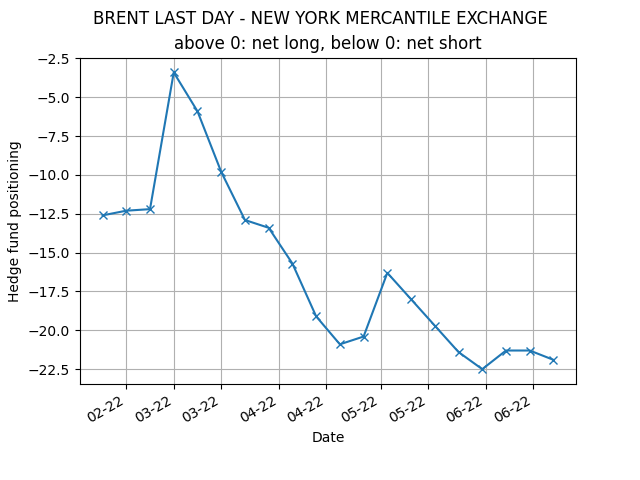 BRENT LAST DAY - NEW YORK MERCANTILE EXCHANGE
above 0: net long, below 0: net short
−2.5
−5.0
−7.5
−10.0
−12.5
−15.0
−17.5
−20.0
−22.5
Hedge fund positioning
02-22 03-22 03-22 04-22 04-22 05-22 05-22 06-22 06-22
Date